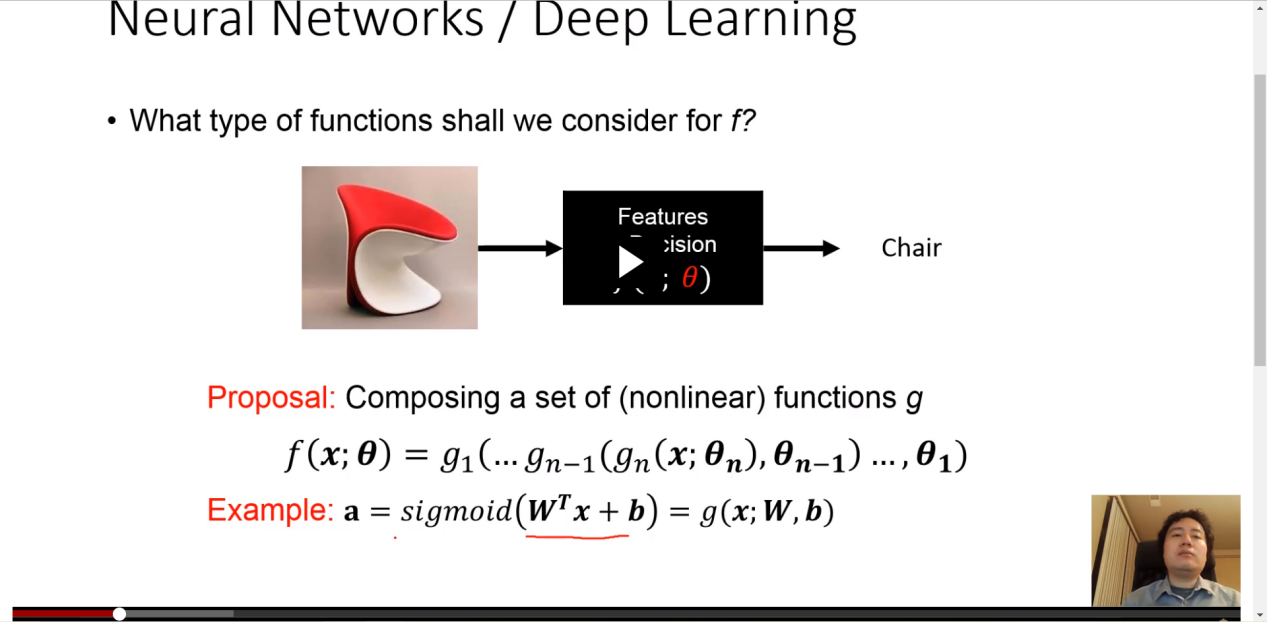 Neural Networks / Deep Learning
• What type of functions shall we consider for f?
Features
; θ)
Chair
Proposal: Composing a set of (nonlinear) functions g
f(x; θ) = g₁(… gₙ₋₁(gₙ(x; θₙ), θₙ₋₁) … , θ₁)
Example: a = sigmoid(Wᵀx + b) = g(x; W, b)